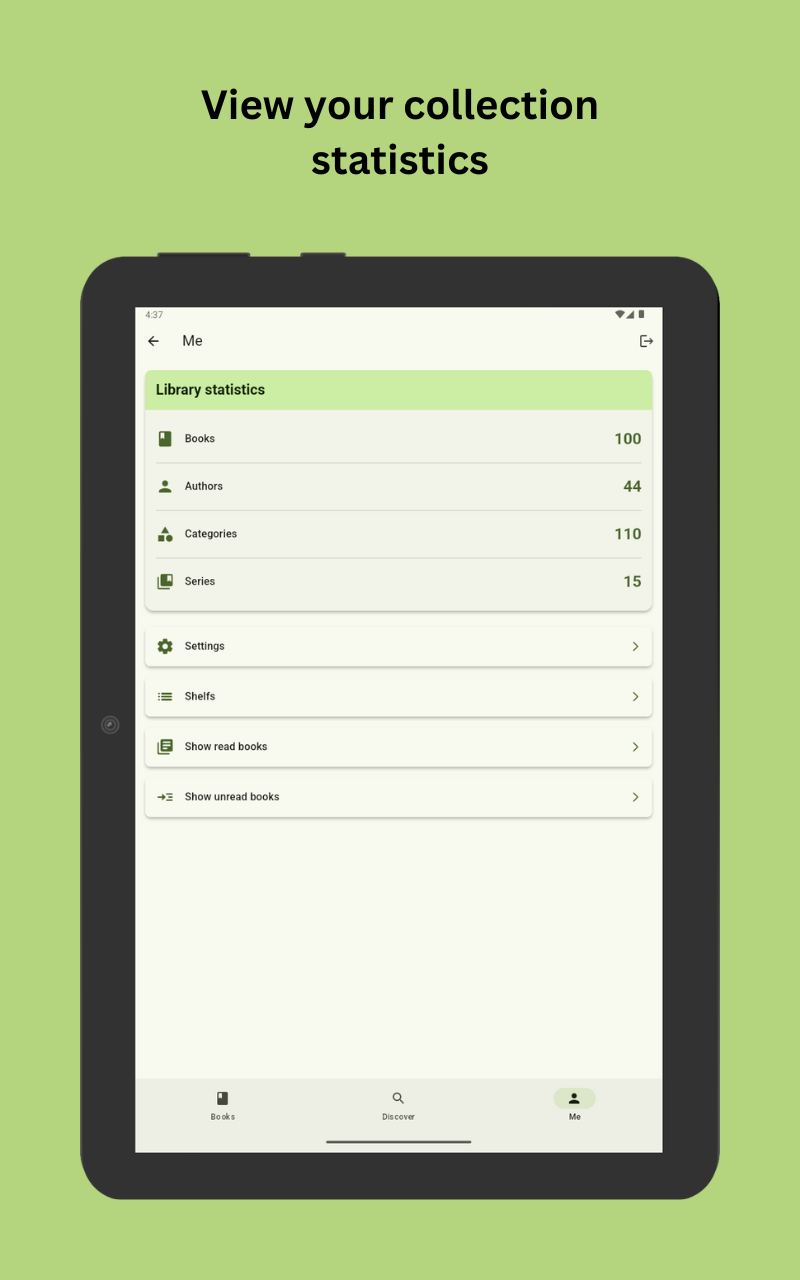 View your collection
statistics
4:37
Me
Library statistics
Books 100
Authors 44
Categories 110
Series 15
Settings
Shelfs
Show read books
Show unread books
Books Discover Me